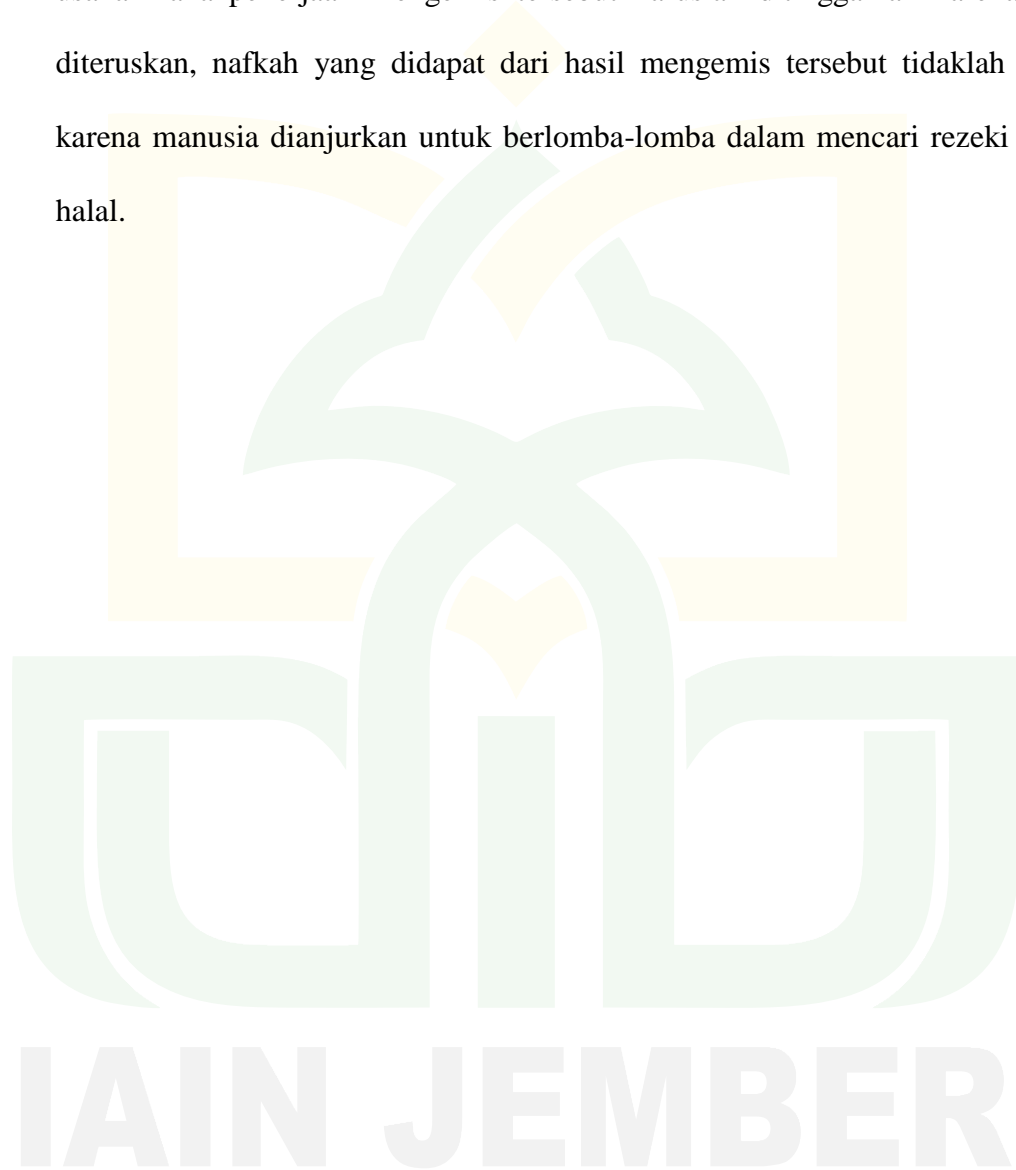 diteruskan, nafkah yang didapat dari hasil mengemis tersebut tidaklah
karena manusia dianjurkan untuk berlomba-lomba dalam mencari rezeki
halal.
IAIN JEMBER